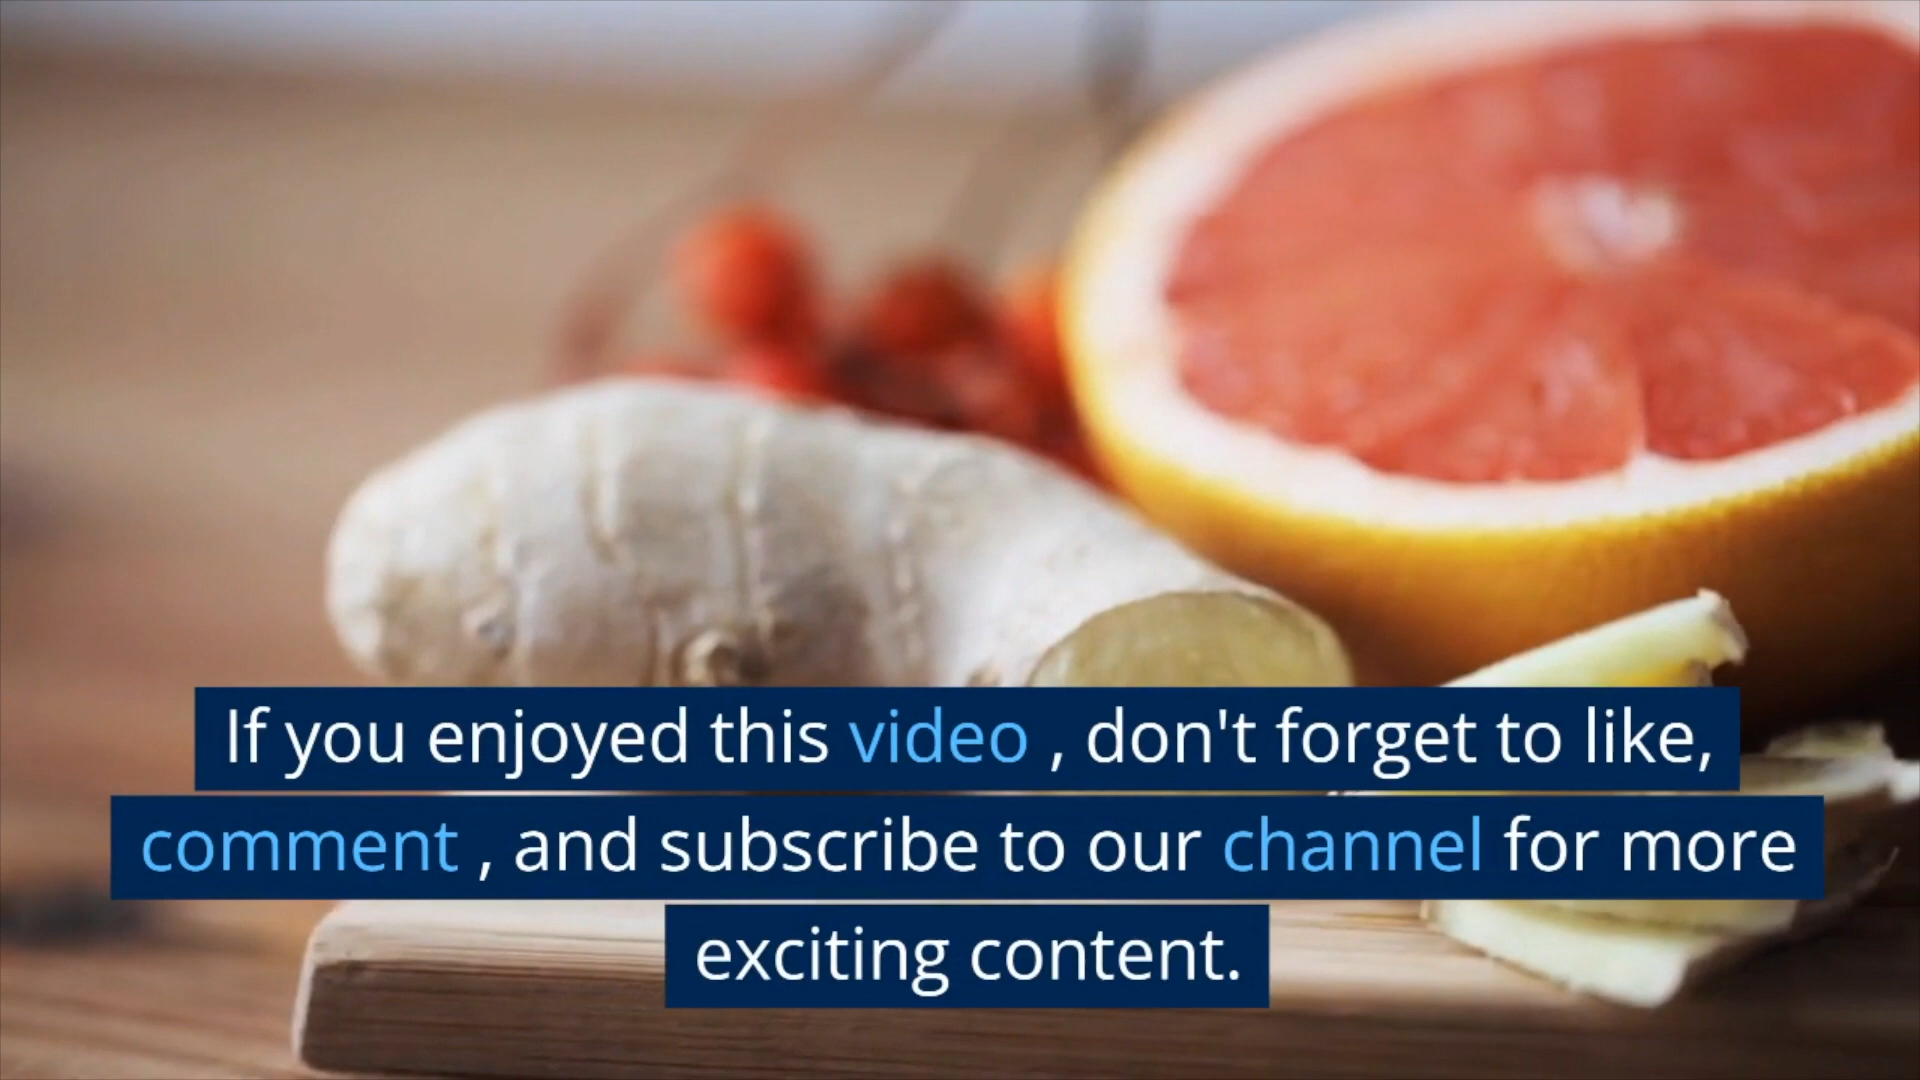 If you enjoyed this video , don't forget to like,
comment , and subscribe to our channel for more
exciting content.